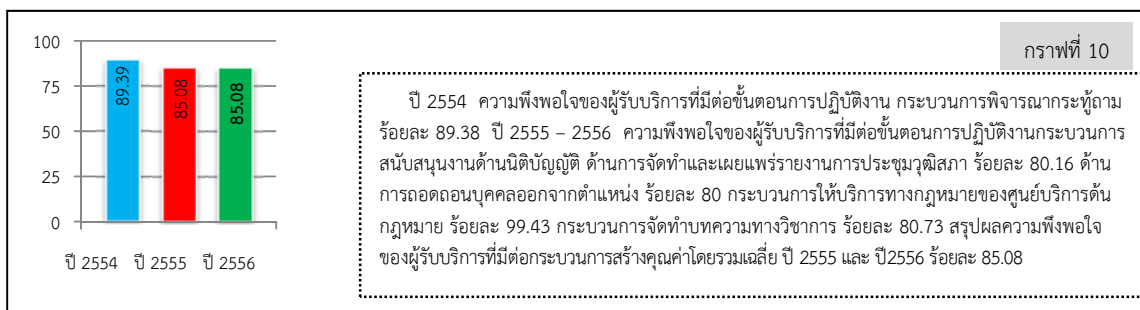 กราฟที่ 10
100
75
50
25
0
89.39
85.08
85.08
ปี 2554 ปี 2555 ปี 2556
ปี 2554 ความพึงพอใจของผู้รับบริการที่มีต่อขั้นตอนการปฏิบัติงาน กระบวนการพิจารณากระทู้ถาม
ร้อยละ 89.38 ปี 2555 – 2556 ความพึงพอใจของผู้รับบริการที่มีต่อขั้นตอนการปฏิบัติงานกระบวนการ
สนับสนุนงานด้านนิติบัญญัติ ด้านการจัดทำและเผยแพร่รายงานการประชุมวุฒิสภา ร้อยละ 80.16 ด้าน
การถอดถอนบุคคลออกจากตำแหน่ง ร้อยละ 80 กระบวนการให้บริการทางกฎหมายของศูนย์บริการด้น
กฎหมาย ร้อยละ 99.43 กระบวนการจัดทำบทความทางวิชาการ ร้อยละ 80.73 สรุปผลความพึงพอใจ
ของผู้รับบริการที่มีต่อกระบวนการสร้างคุณค่าโดยรวมเฉลี่ย ปี 2555 และ ปี2556 ร้อยละ 85.08